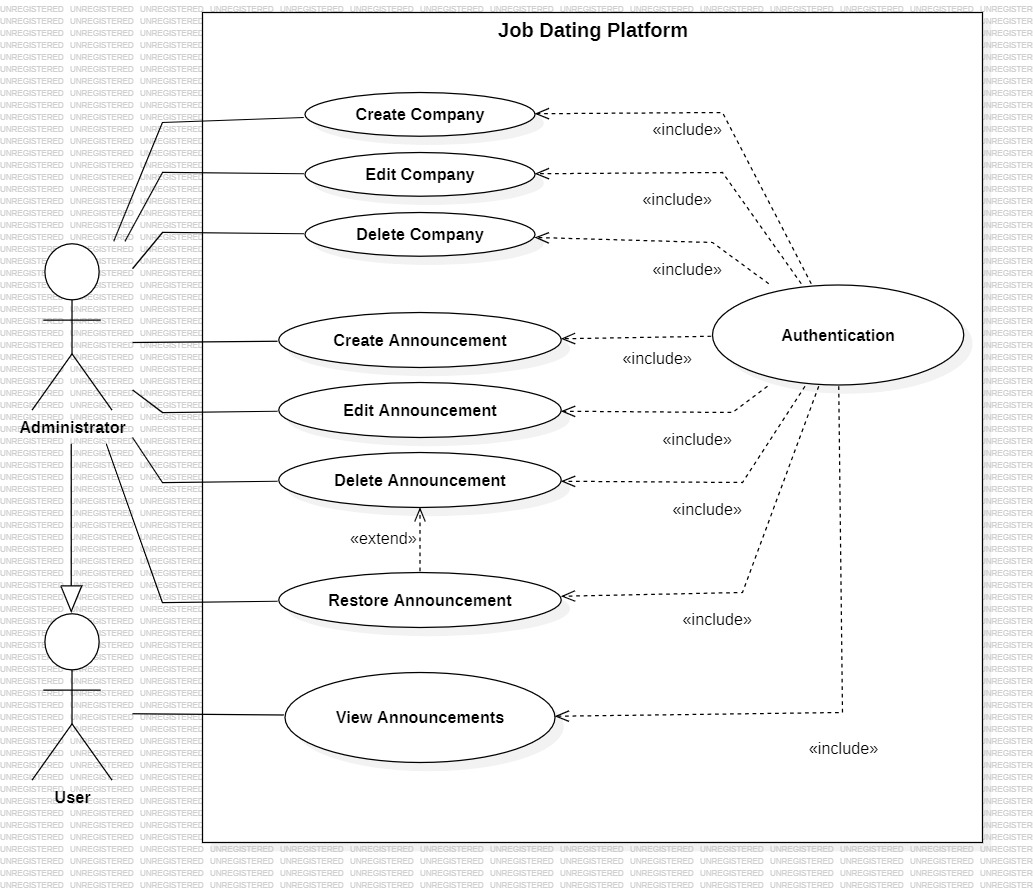 Job Dating Platform
Create Company
«include»
Edit Company
«include»
Delete Company
«include»
Authentication
Create Announcement
«include»
Edit Announcement
Administrator
«include»
Delete Announcement
«include»
«extend»
Restore Announcement
«include»
View Announcements
«include»
User
UNREGISTERED